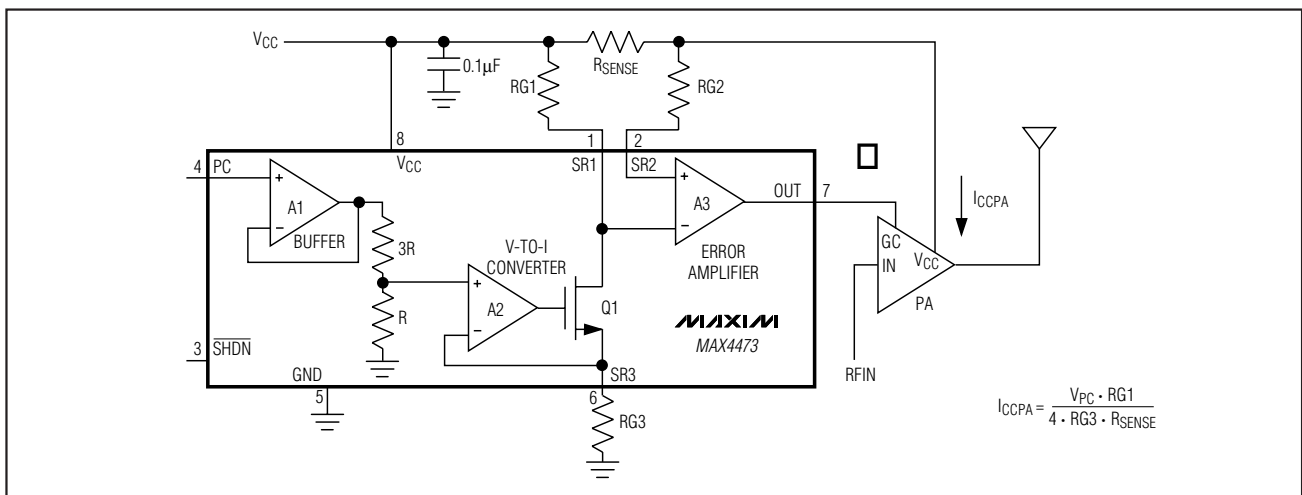 VCC
0.1µF
RSENSE
RG1
RG2
8
1
2
4
PC
VCC
SR1
SR2
+
A1
−
BUFFER
3R
R
V-TO-I
CONVERTER
+
A2
−
Q1
+
A3
−
ERROR
AMPLIFIER
OUT
7
ICCPA
GC
IN
VCC
PA
MAXIM
MAX4473
3
SHDN
GND
5
SR3
6
RG3
RFIN
ICCPA = VPC • RG1
4 • RG3 • RSENSE